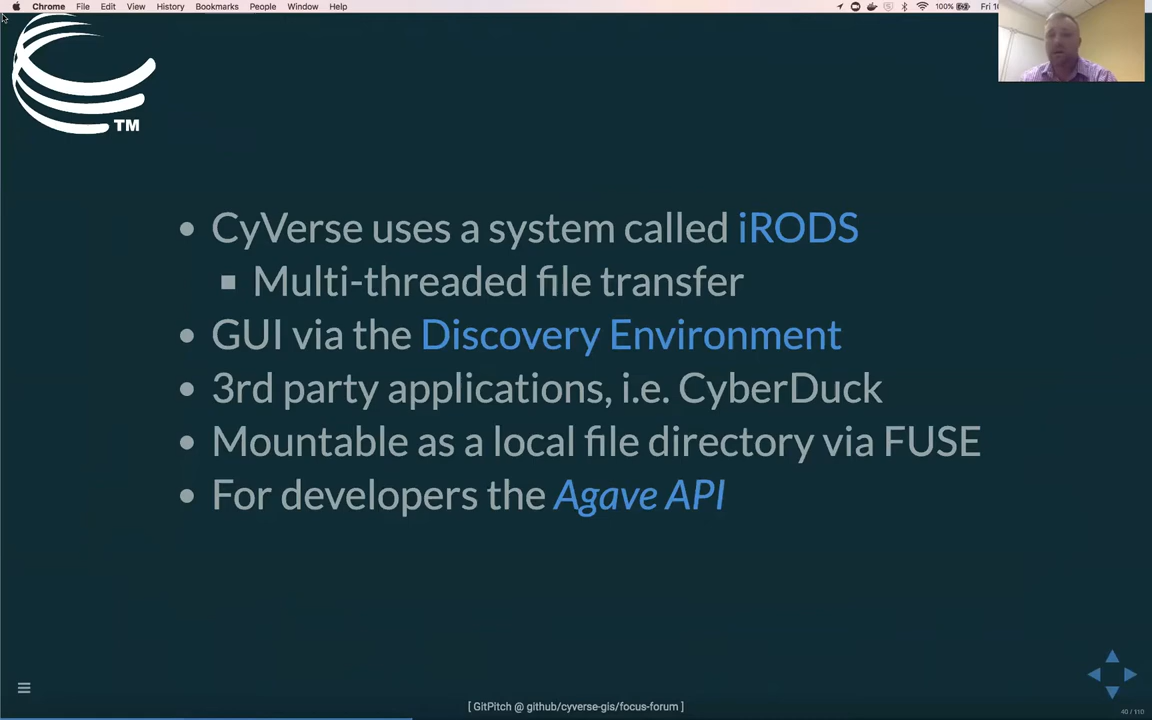 Chrome File Edit View History Bookmarks People Window Help 100% Fri
TM
CyVerse uses a system called iRODS
Multi-threaded file transfer
GUI via the Discovery Environment
3rd party applications, i.e. CyberDuck
Mountable as a local file directory via FUSE
For developers the Agave API
[ GitPitch @ github/cyverse-gis/focus-forum ]
40 / 110